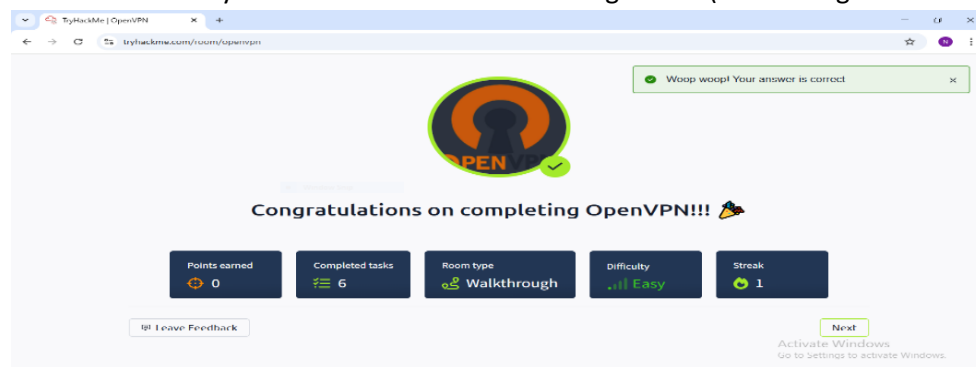 TryHackMe | OpenVPN
tryhackme.com/room/openvpn
Woop woop! Your answer is correct
OPENVPN
Congratulations on completing OpenVPN!!!
Points earned
0
Completed tasks
6
Room type
Walkthrough
Difficulty
Easy
Streak
1
Leave Feedback
Next
Activate Windows
Go to Settings to activate Windows.